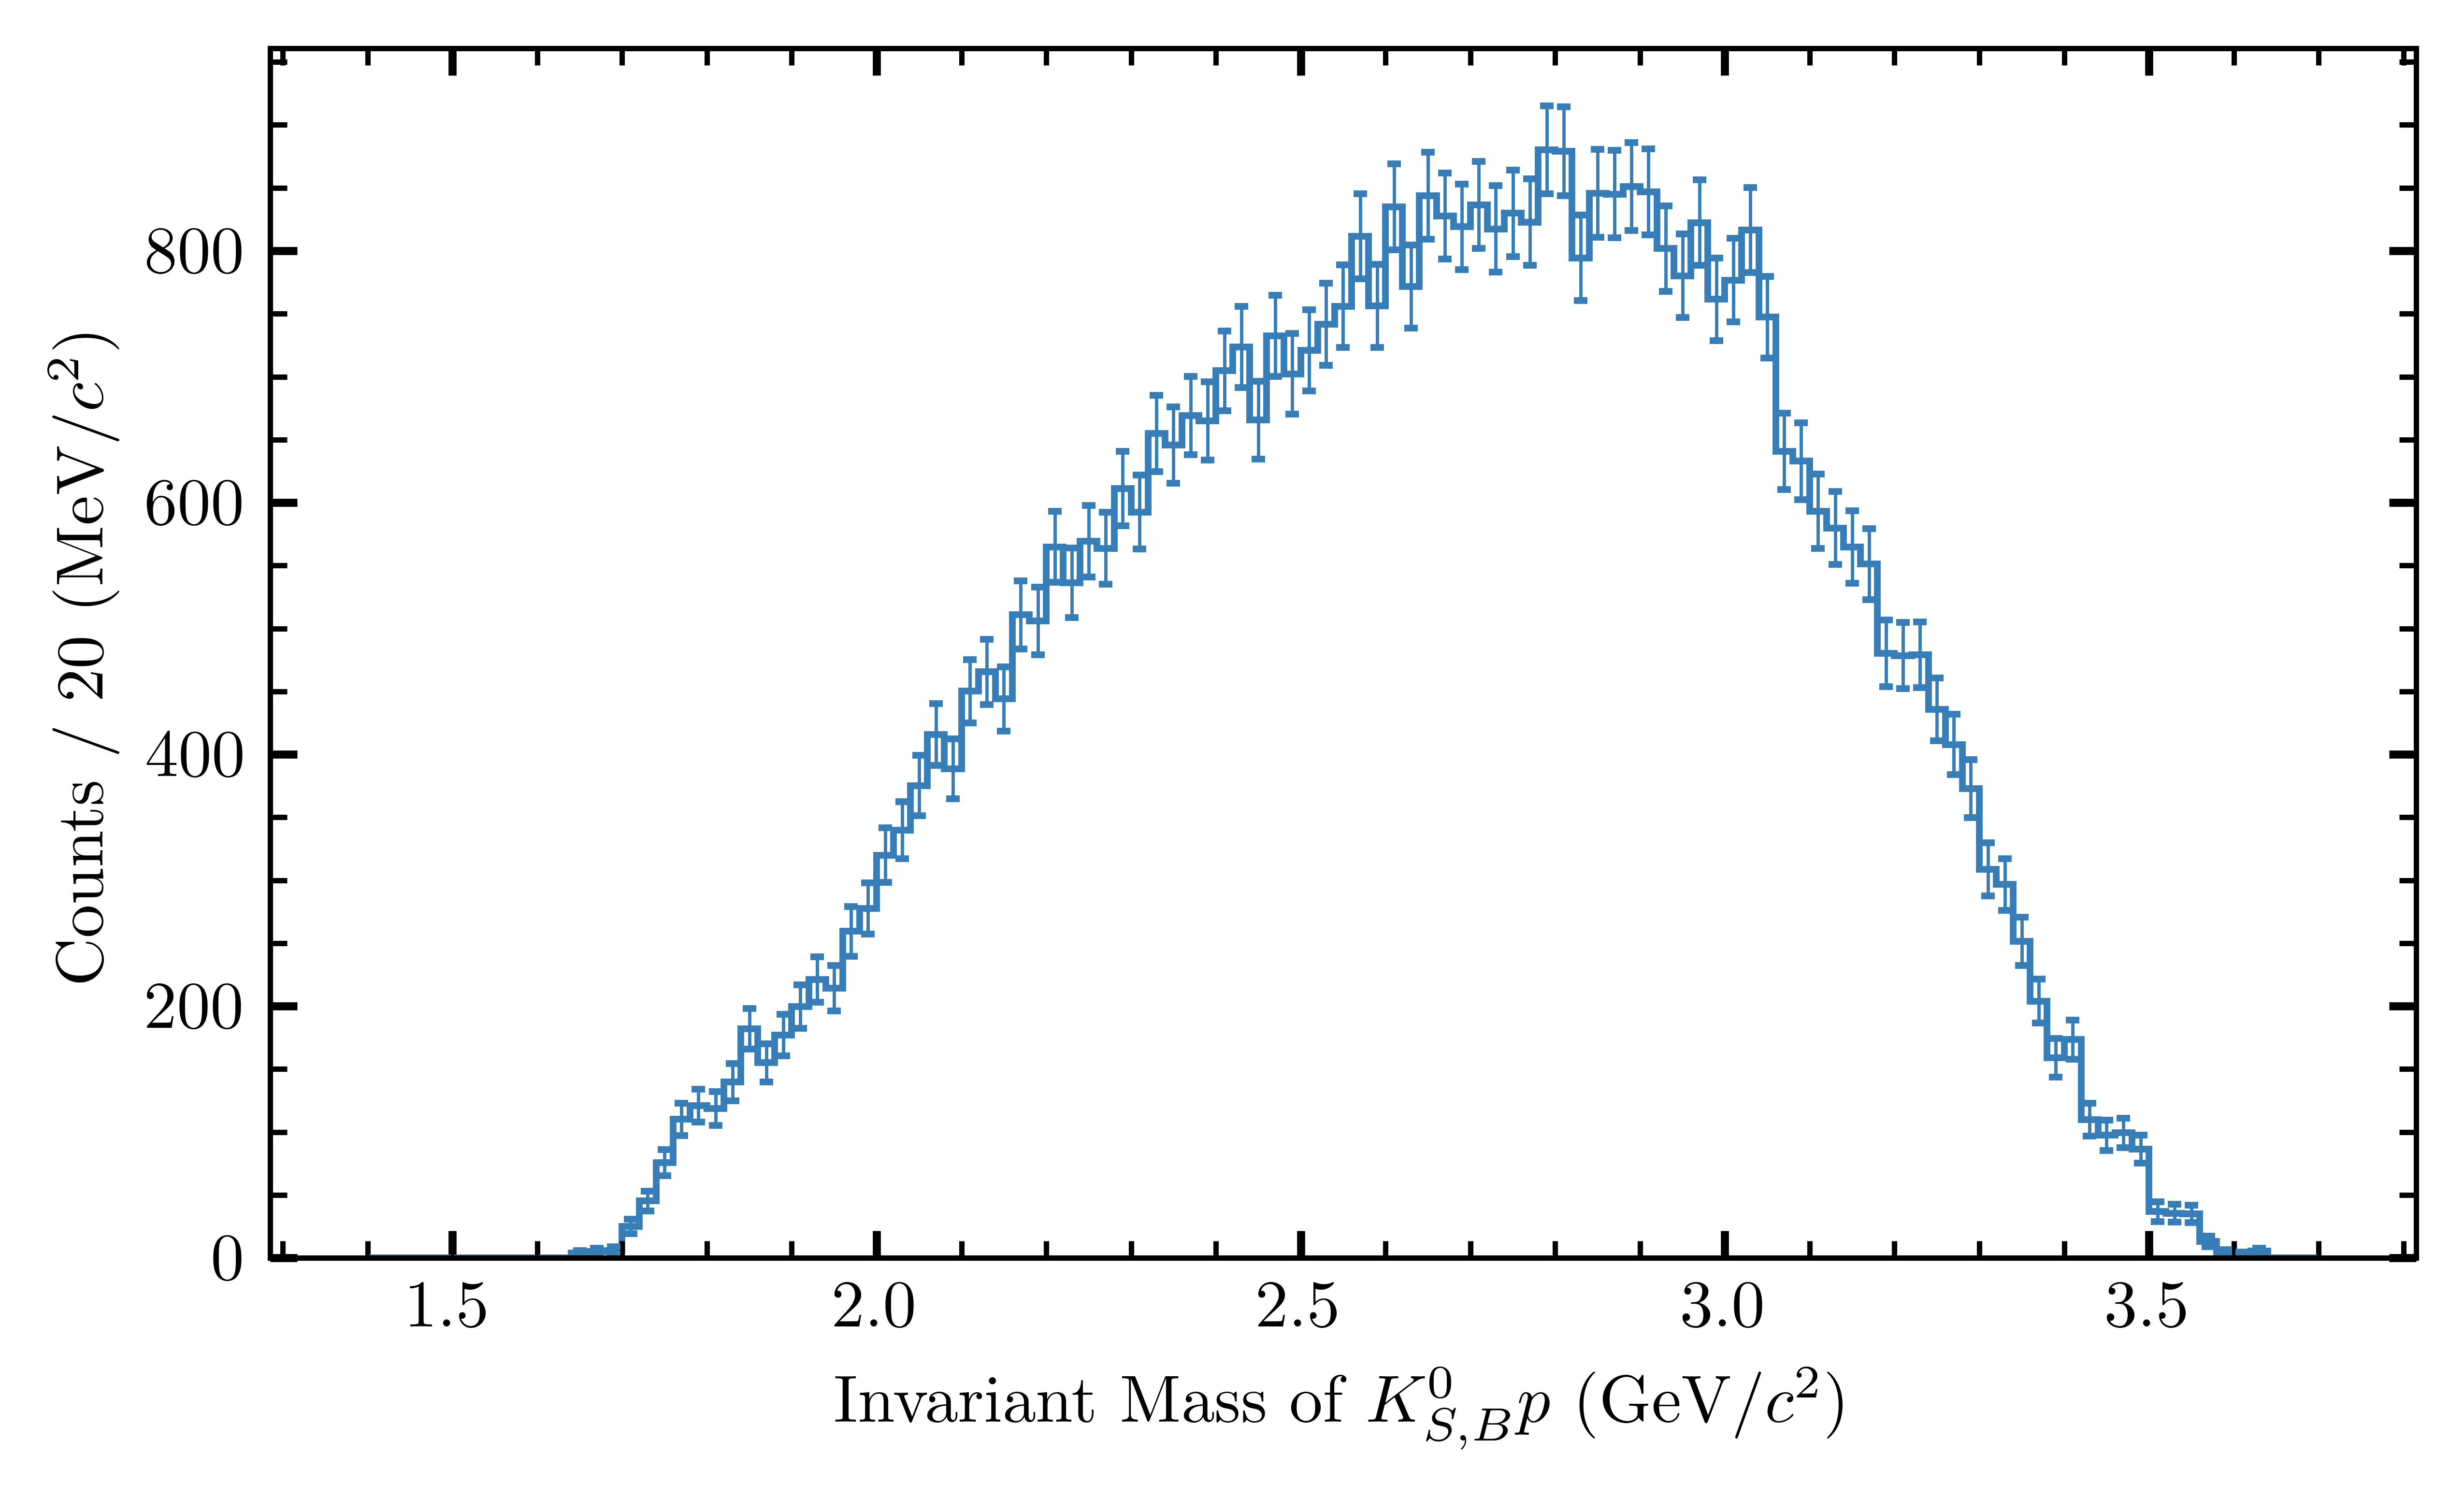 Counts / 20 (MeV/c²)
800
600
400
200
0
1.5 2.0 2.5 3.0 3.5
Invariant Mass of K⁰_{S,B}p (GeV/c²)